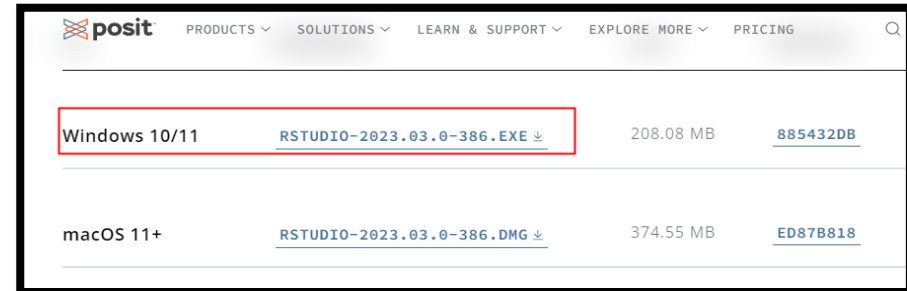 posit PRODUCTS SOLUTIONS LEARN & SUPPORT EXPLORE MORE PRICING
Windows 10/11 RSTUDIO-2023.03.0-386.EXE 208.08 MB 885432DB
macOS 11+ RSTUDIO-2023.03.0-386.DMG 374.55 MB ED87B818